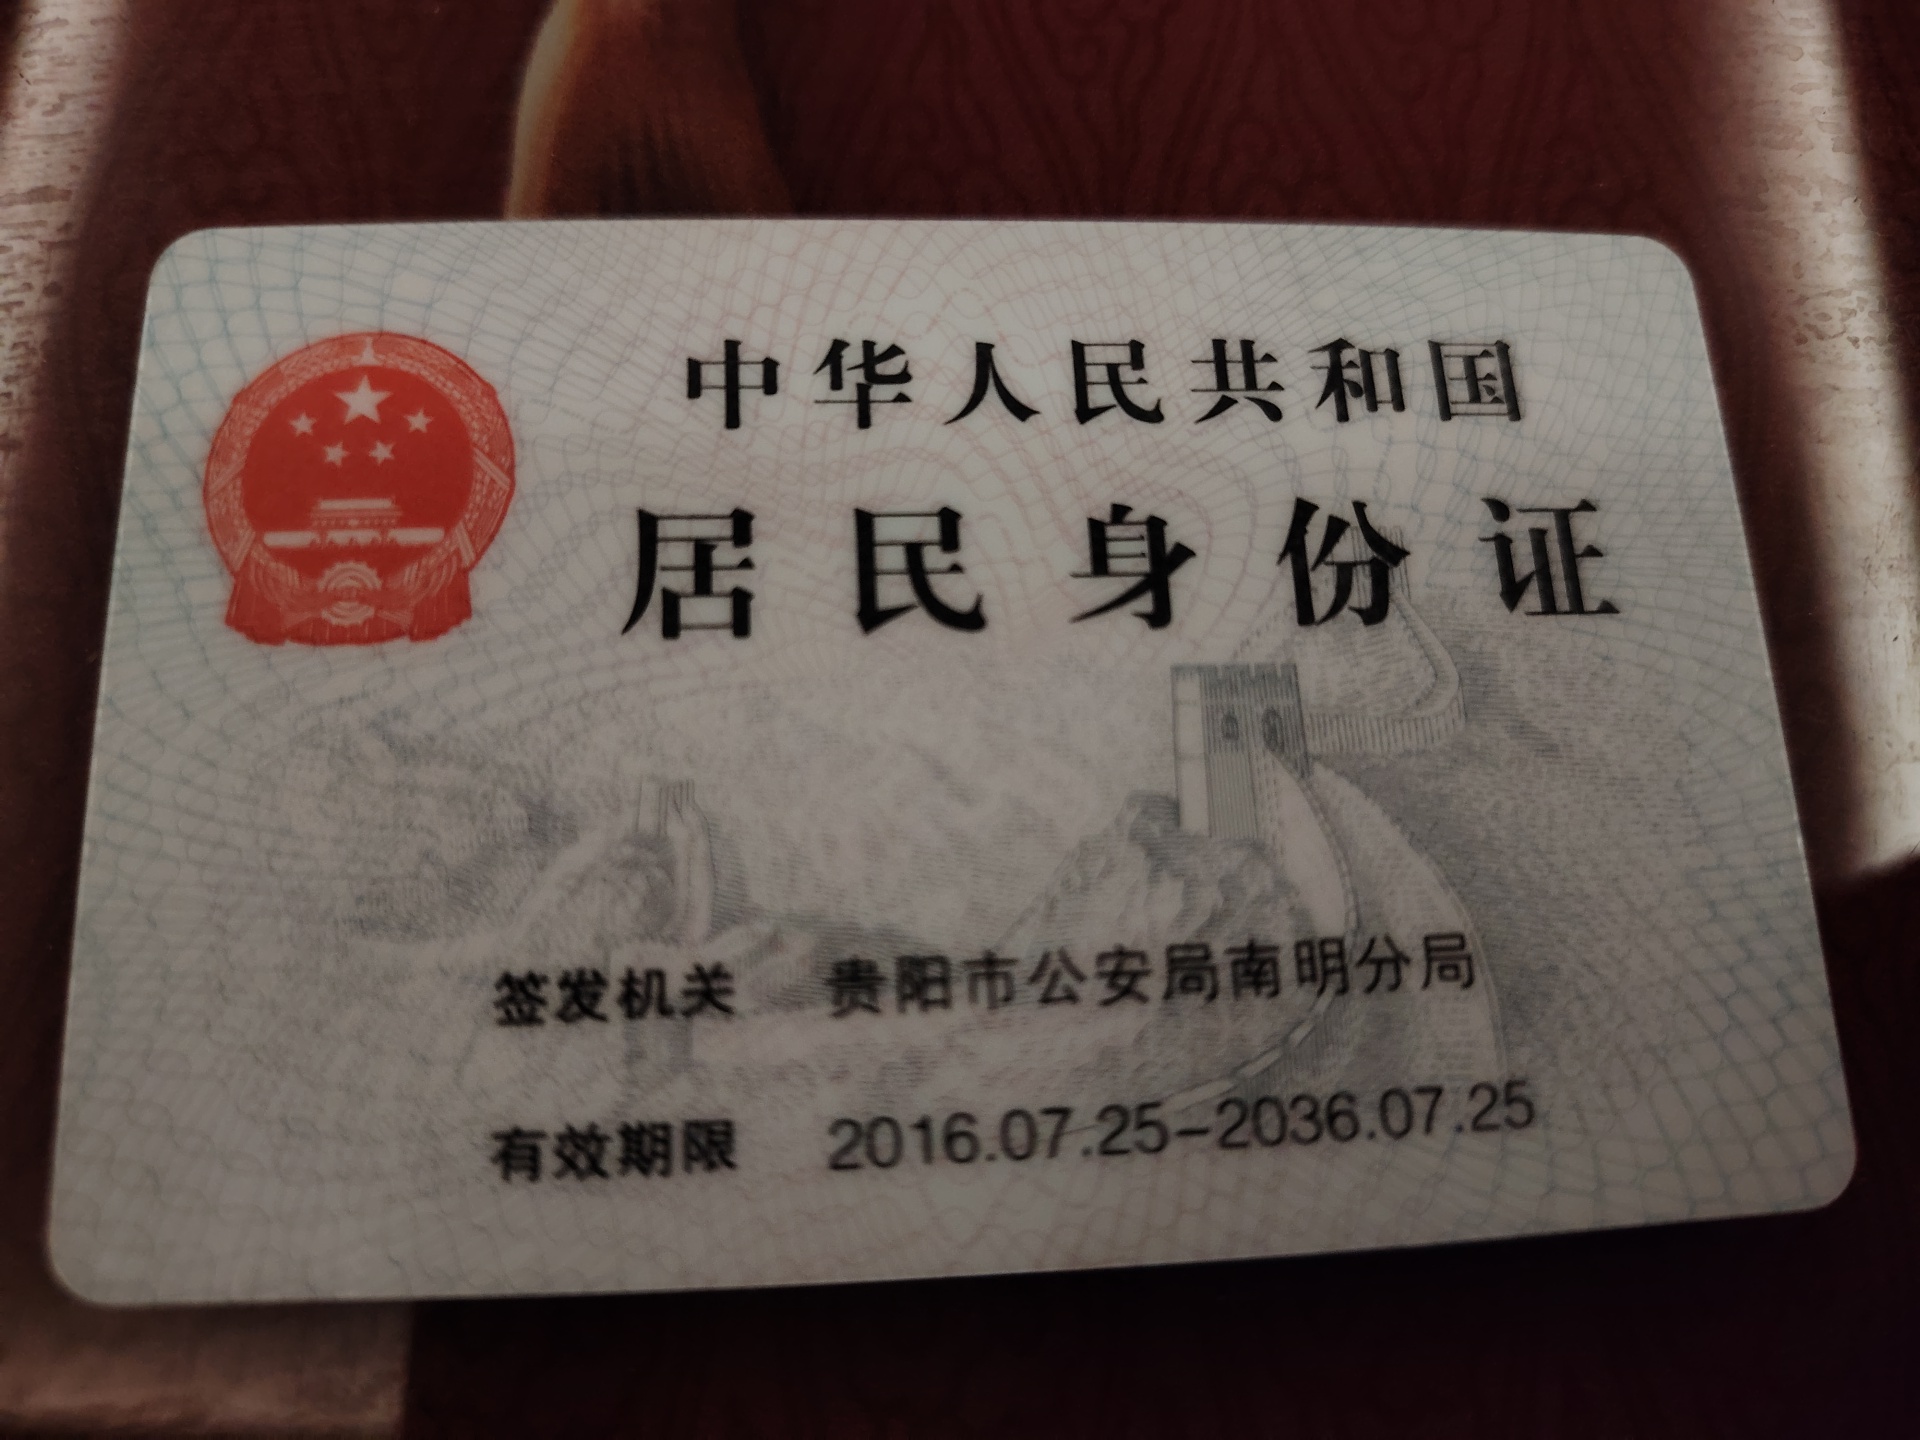 中华人民共和国
居民身份证
签发机关 贵阳市公安局南明分局
有效期限 2016.07.25-2036.07.25